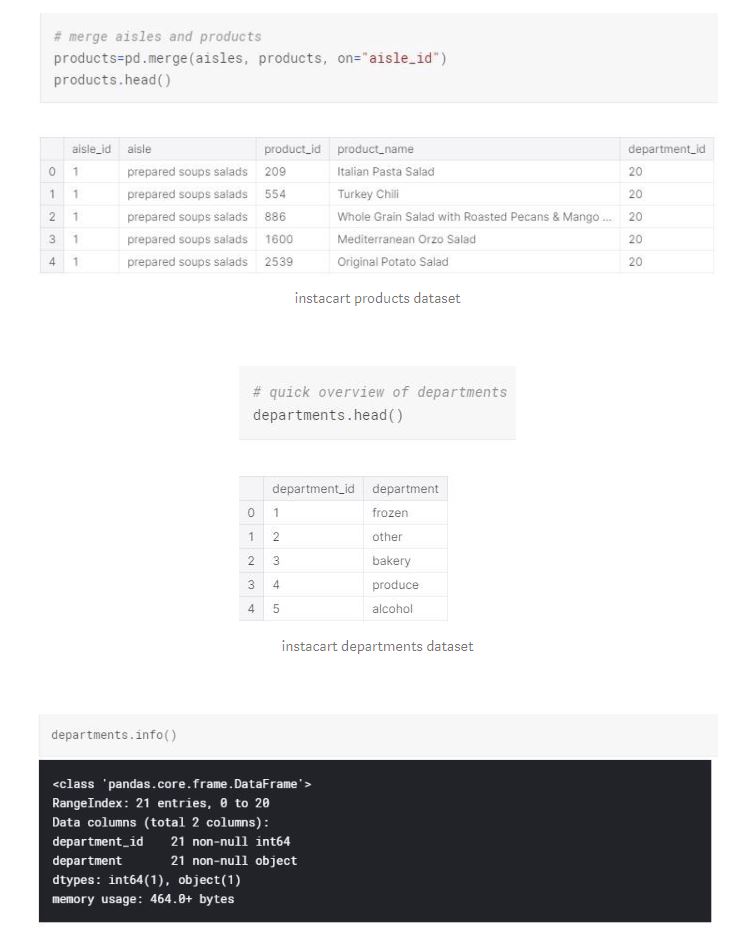 # merge aisles and products
products=pd.merge(aisles, products, on="aisle_id")
products.head()
aisle_id aisle product_id product_name department_id
0 1 prepared soups salads 209 Italian Pasta Salad 20
1 1 prepared soups salads 554 Turkey Chili 20
2 1 prepared soups salads 886 Whole Grain Salad with Roasted Pecans & Mango ... 20
3 1 prepared soups salads 1600 Mediterranean Orzo Salad 20
4 1 prepared soups salads 2539 Original Potato Salad 20
instacart products dataset
# quick overview of departments
departments.head()
department_id department
0 1 frozen
1 2 other
2 3 bakery
3 4 produce
4 5 alcohol
instacart departments dataset
departments.info()
<class 'pandas.core.frame.DataFrame'>
RangeIndex: 21 entries, 0 to 20
Data columns (total 2 columns):
department_id 21 non-null int64
department 21 non-null object
dtypes: int64(1), object(1)
memory usage: 464.0+ bytes